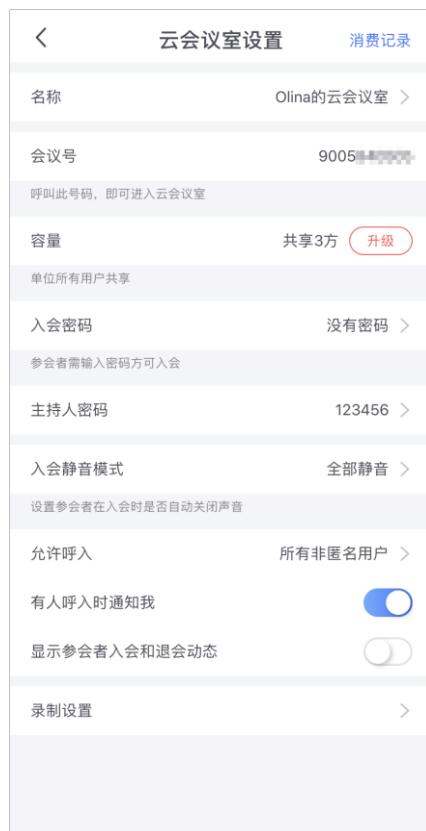 云会议室设置 消费记录
名称 Olina的云会议室
会议号 9005
呼叫此号码，即可进入云会议室
容量 共享3方 升级
单位所有用户共享
入会密码 没有密码
参会者需输入密码方可入会
主持人密码 123456
入会静音模式 全部静音
设置参会者在入会时是否自动关闭声音
允许呼入 所有非匿名用户
有人呼入时通知我
显示参会者入会和退会动态
录制设置